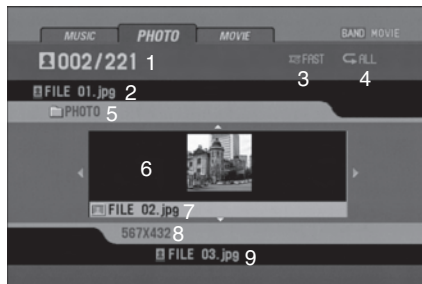 MUSIC PHOTO MOVIE BAND MOVIE
002/221 1
FAST ALL
3 4
FILE 01.jpg 2
PHOTO 5
6
FILE 02.jpg 7
567X432 8
FILE 03.jpg 9